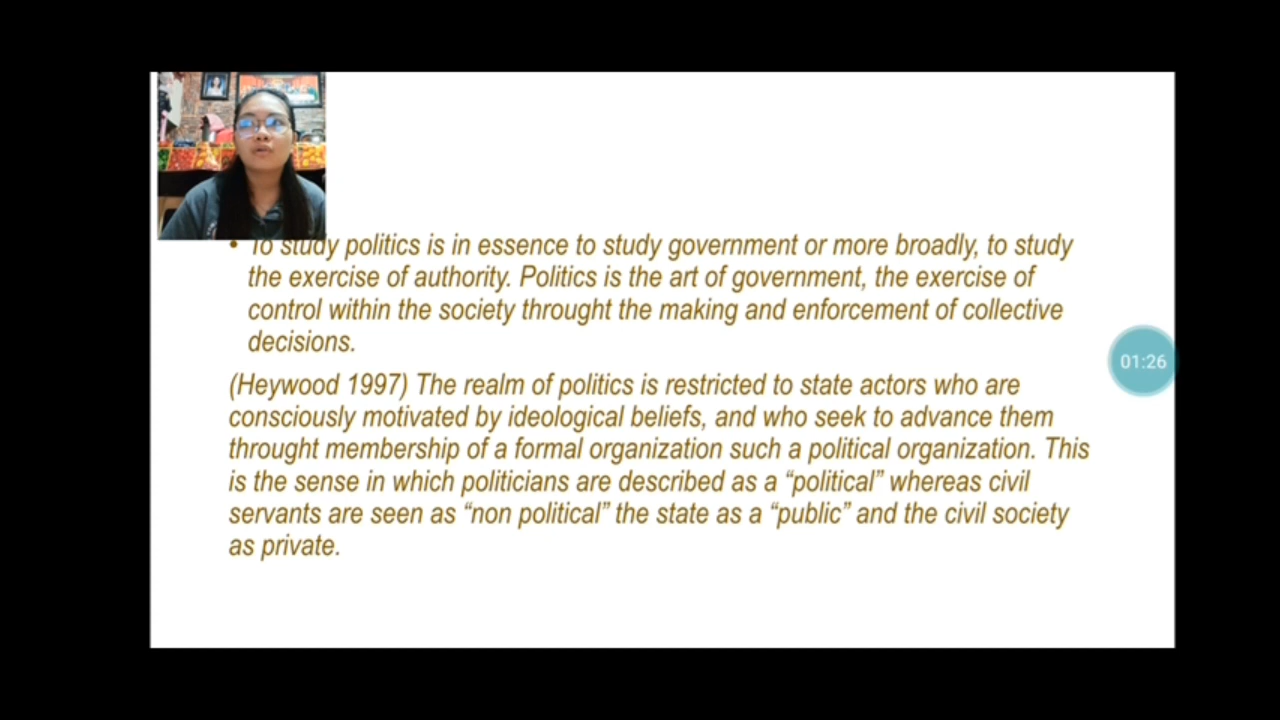 • To study politics is in essence to study government or more broadly, to study
the exercise of authority. Politics is the art of government, the exercise of
control within the society throught the making and enforcement of collective
decisions.
(Heywood 1997) The realm of politics is restricted to state actors who are
consciously motivated by ideological beliefs, and who seek to advance them
throught membership of a formal organization such a political organization. This
is the sense in which politicians are described as a “political” whereas civil
servants are seen as “non political” the state as a “public” and the civil society
as private.
01:26